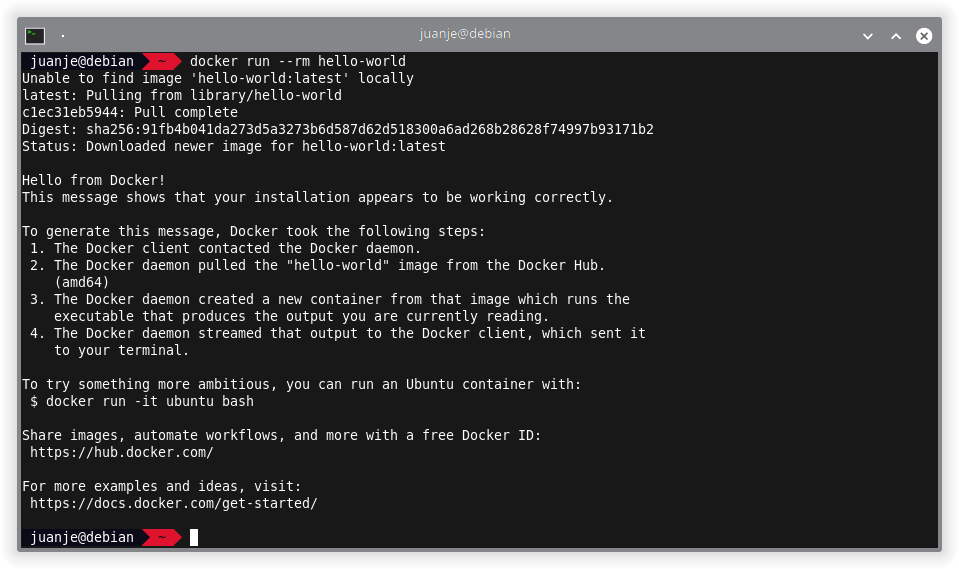 juanje@debian
juanje@debian ~ docker run --rm hello-world
Unable to find image 'hello-world:latest' locally
latest: Pulling from library/hello-world
c1ec31eb5944: Pull complete
Digest: sha256:91fb4b041da273d5a3273b6d587d62d518300a6ad268b28628f74997b93171b2
Status: Downloaded newer image for hello-world:latest

Hello from Docker!
This message shows that your installation appears to be working correctly.

To generate this message, Docker took the following steps:
 1. The Docker client contacted the Docker daemon.
 2. The Docker daemon pulled the "hello-world" image from the Docker Hub.
    (amd64)
 3. The Docker daemon created a new container from that image which runs the
    executable that produces the output you are currently reading.
 4. The Docker daemon streamed that output to the Docker client, which sent it
    to your terminal.

To try something more ambitious, you can run an Ubuntu container with:
 $ docker run -it ubuntu bash

Share images, automate workflows, and more with a free Docker ID:
 https://hub.docker.com/

For more examples and ideas, visit:
 https://docs.docker.com/get-started/

juanje@debian ~